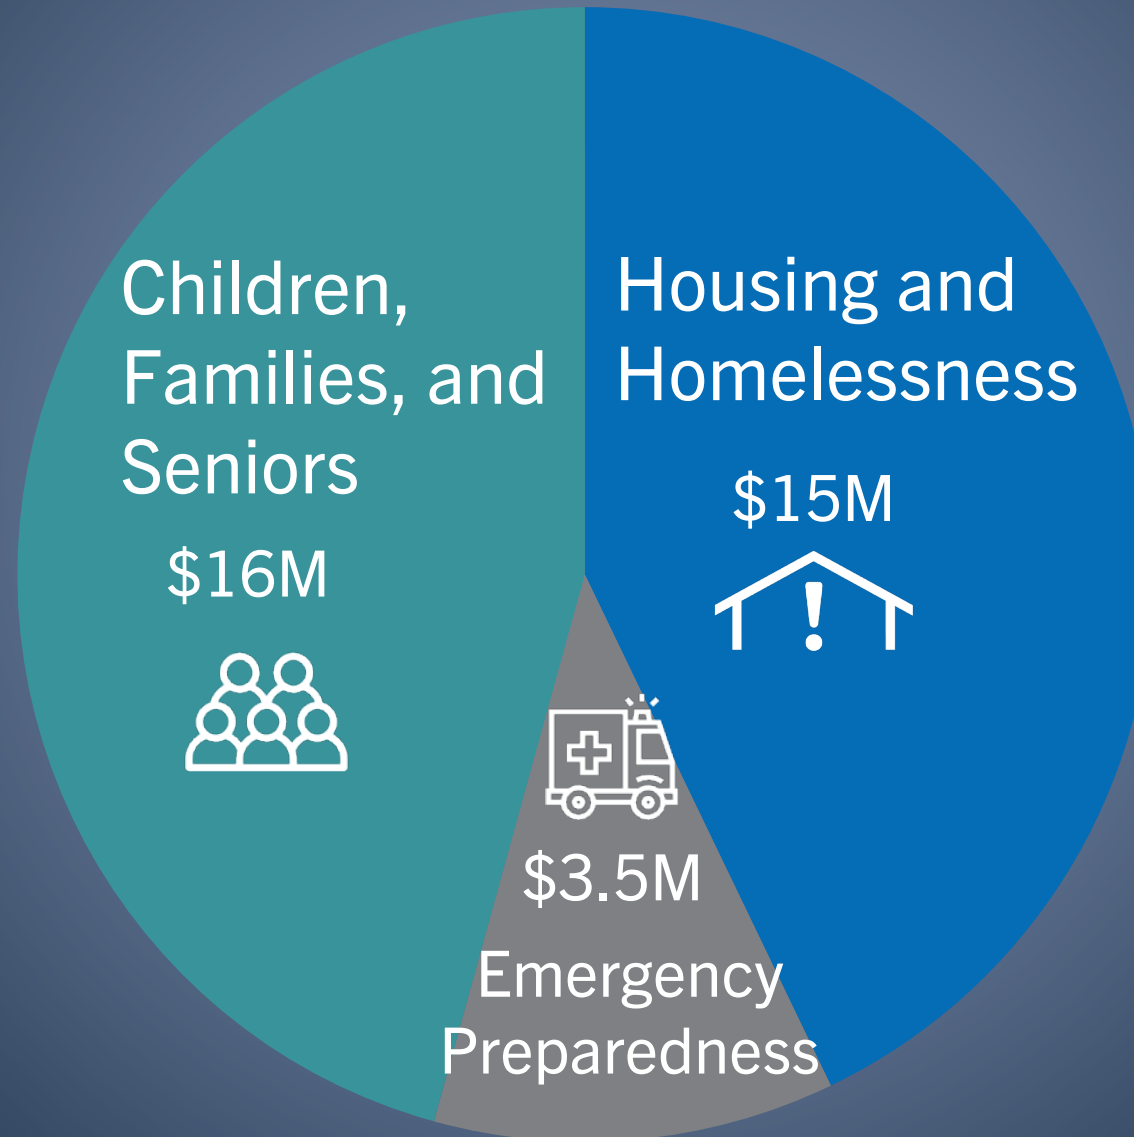 Children,
Families, and
Seniors
$16M
Housing and
Homelessness
$15M
$3.5M
Emergency
Preparedness